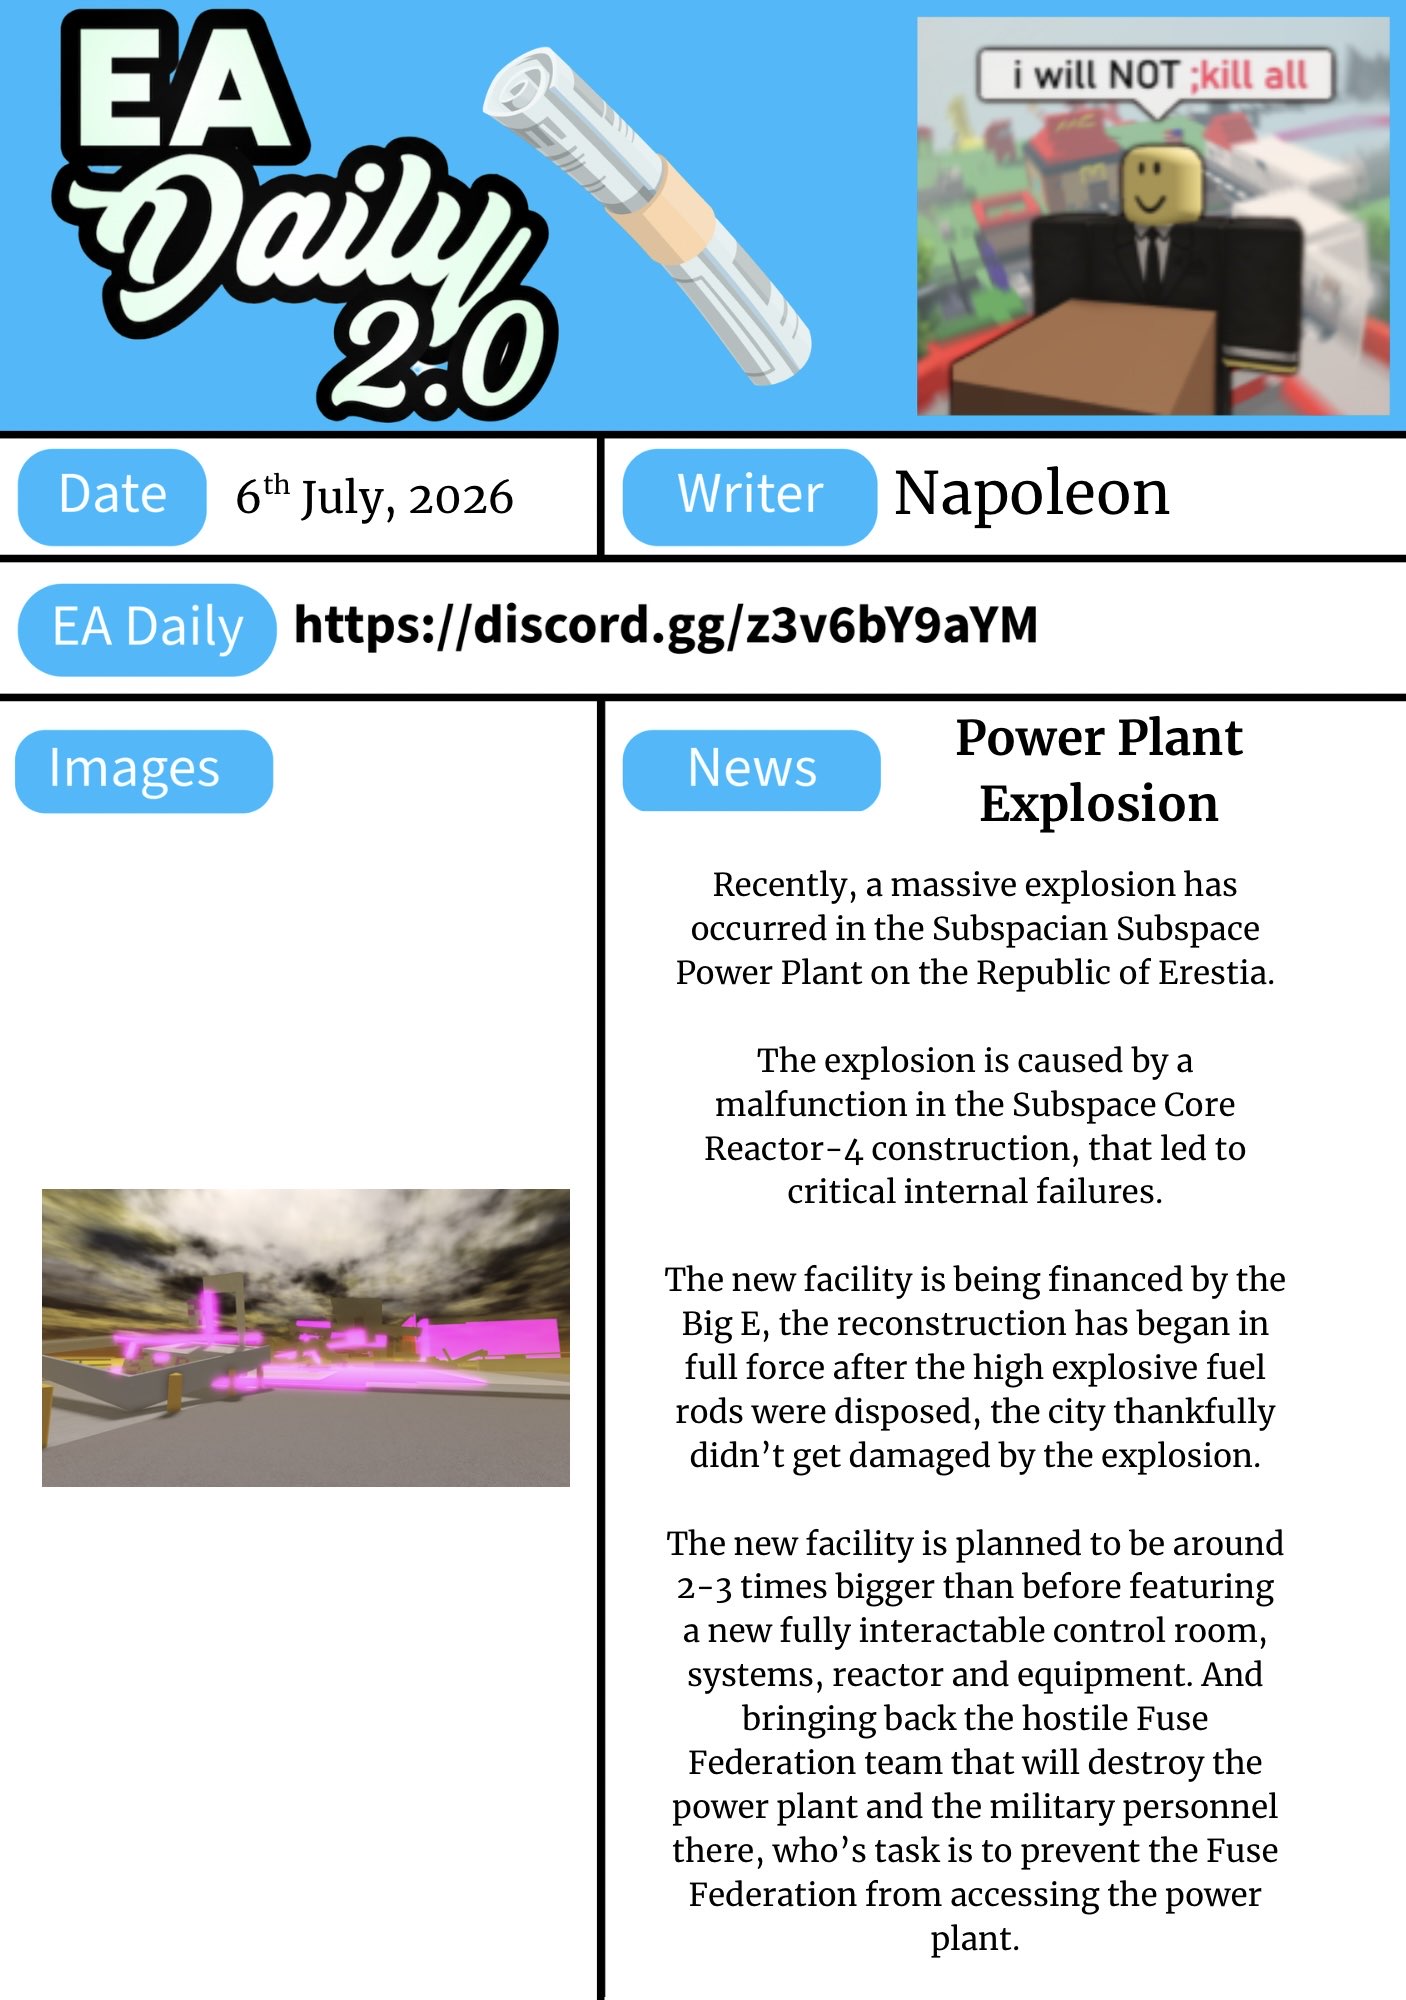 EA
Daily
2.0
i will NOT ;kill all
Date
6th July, 2026
Writer
Napoleon
EA Daily
https://discord.gg/z3v6bY9aYM
Images
News
Power Plant
Explosion
Recently, a massive explosion has
occurred in the Subspacian Subspace
Power Plant on the Republic of Erestia.
The explosion is caused by a
malfunction in the Subspace Core
Reactor-4 construction, that led to
critical internal failures.
The new facility is being financed by the
Big E, the reconstruction has began in
full force after the high explosive fuel
rods were disposed, the city thankfully
didn’t get damaged by the explosion.
The new facility is planned to be around
2-3 times bigger than before featuring
a new fully interactable control room,
systems, reactor and equipment. And
bringing back the hostile Fuse
Federation team that will destroy the
power plant and the military personnel
there, who’s task is to prevent the Fuse
Federation from accessing the power
plant.